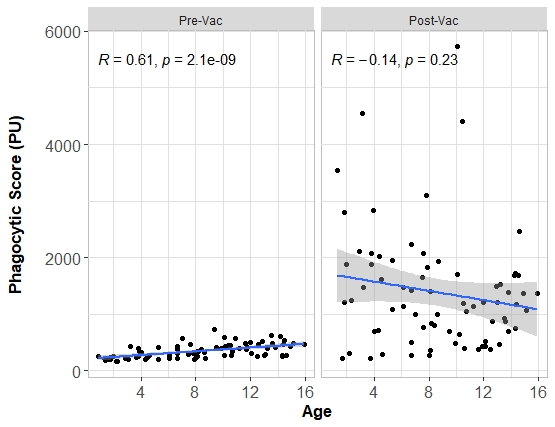 Pre-Vac Post-Vac
R = 0.61, p = 2.1e-09 R = −0.14, p = 0.23
Phagocytic Score (PU)
6000
4000
2000
0
4 8 12 16 4 8 12 16
Age